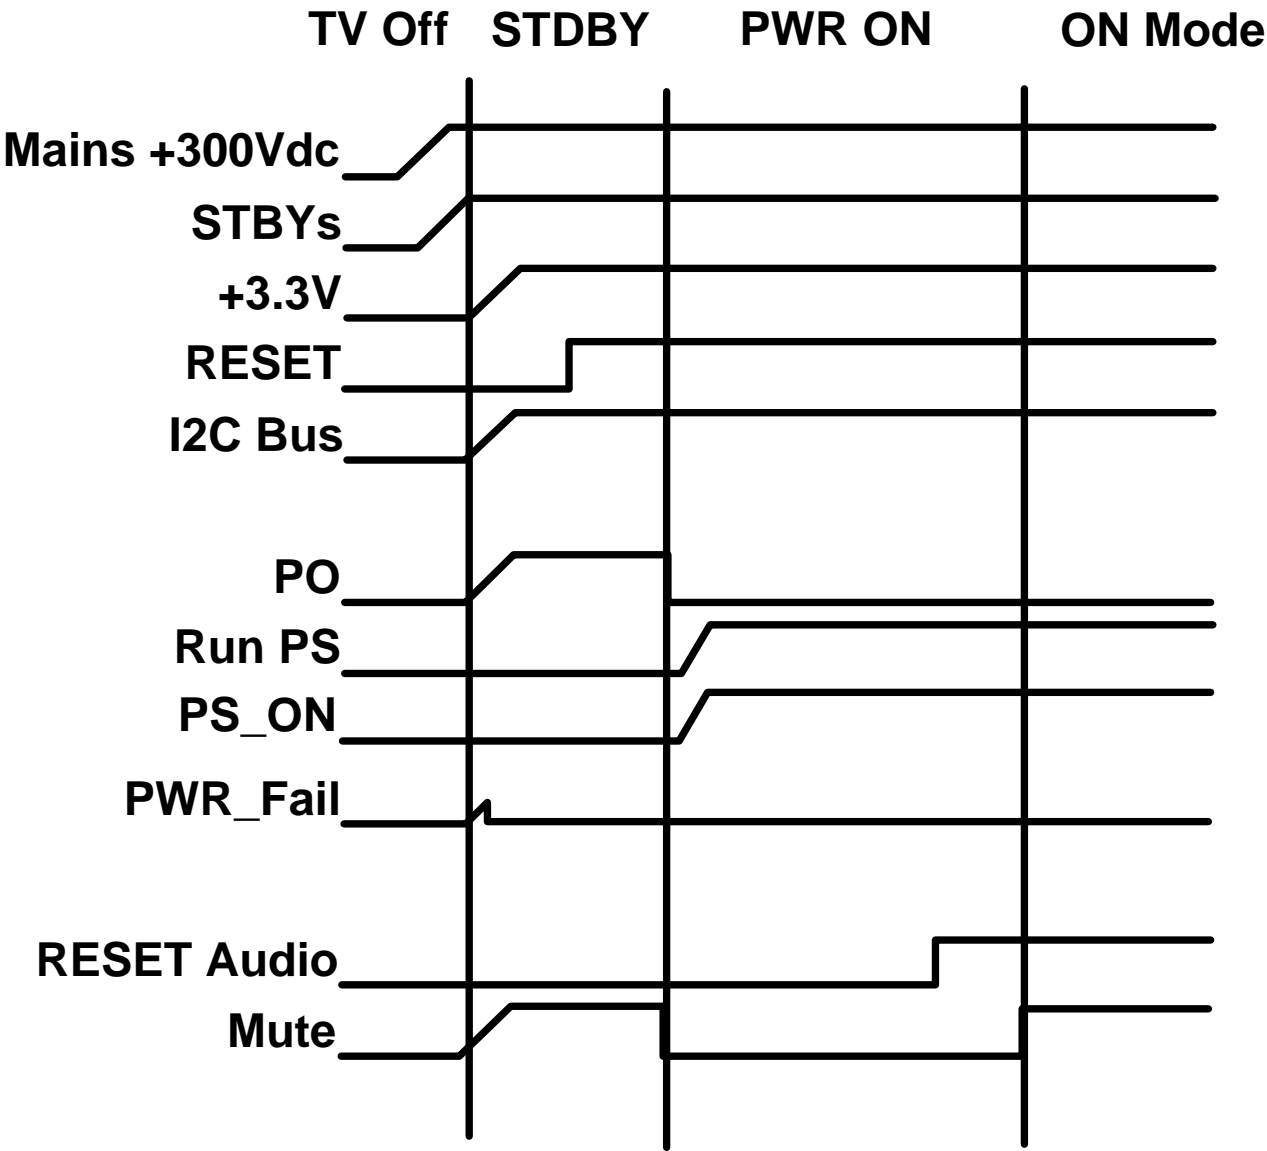 TV Off STDBY PWR ON ON Mode
Mains +300Vdc
STBYs
+3.3V
RESET
I2C Bus
PO
Run PS
PS_ON
PWR_Fail
RESET Audio
Mute